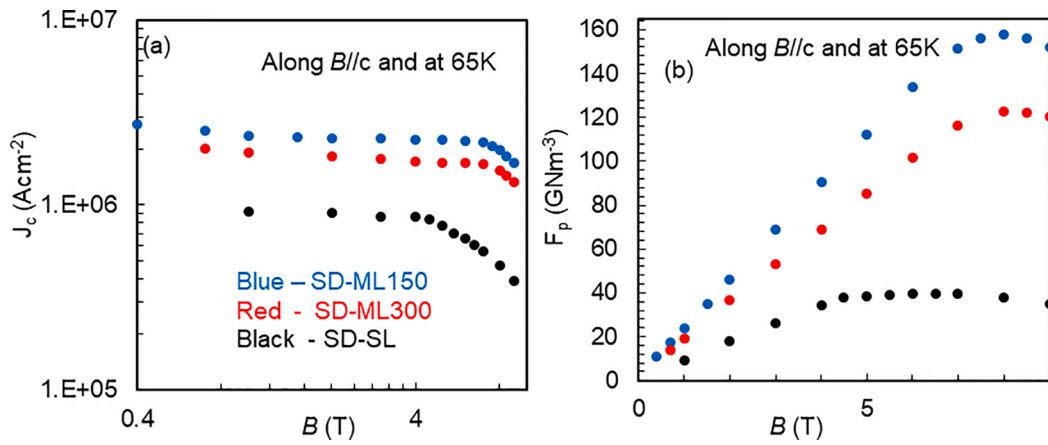 1.E+07
(a)
Along B//c and at 65K
1.E+06
Jc (Acm-2)
Blue – SD-ML150
Red - SD-ML300
Black - SD-SL
1.E+05
0.4
4
B (T)
160
Along B//c and at 65K
140
(b)
120
100
80
60
40
20
0
Fp (GNm-3)
0
5
B (T)